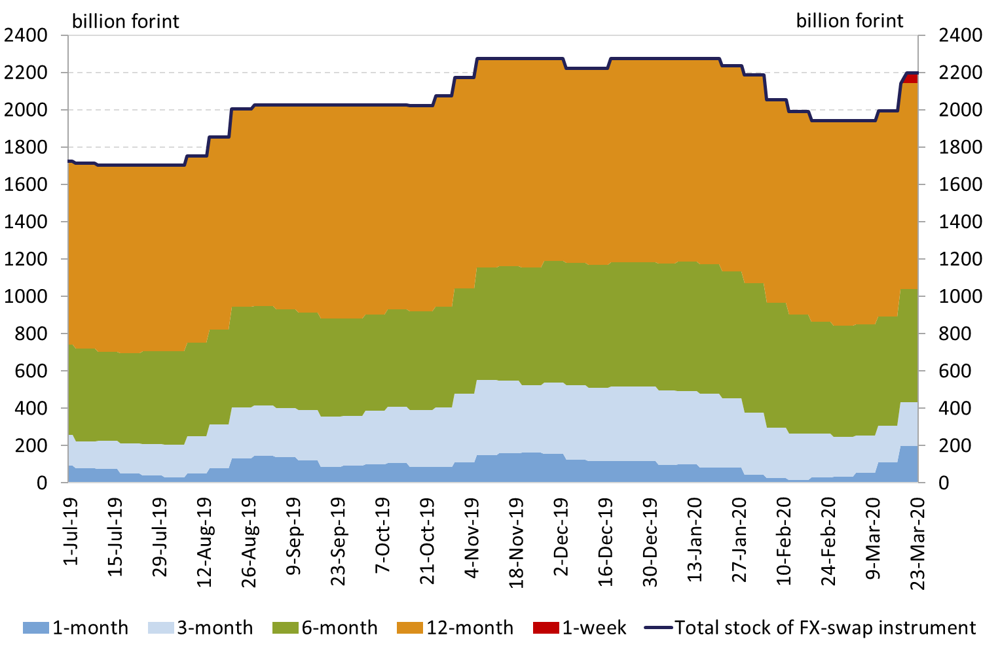 billion forint
billion forint
2400
2200
2000
1800
1600
1400
1200
1000
800
600
400
200
0
2400
2200
2000
1800
1600
1400
1200
1000
800
600
400
200
0
1-Jul-19
15-Jul-19
29-Jul-19
12-Aug-19
26-Aug-19
9-Sep-19
23-Sep-19
7-Oct-19
21-Oct-19
4-Nov-19
18-Nov-19
2-Dec-19
16-Dec-19
30-Dec-19
13-Jan-20
27-Jan-20
10-Feb-20
24-Feb-20
9-Mar-20
23-Mar-20
1-month 3-month 6-month 12-month 1-week Total stock of FX-swap instrument